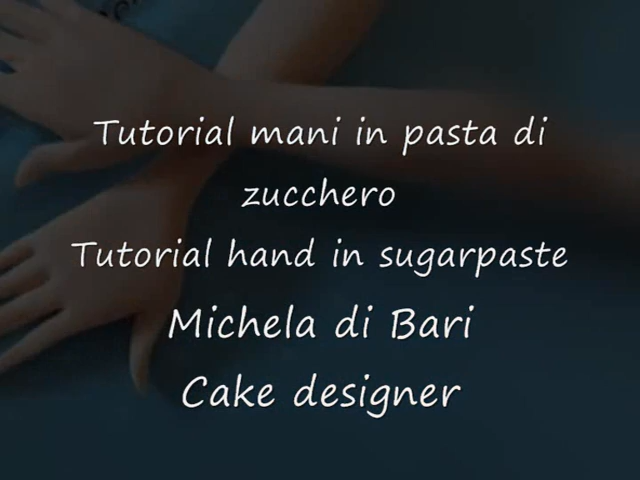 Tutorial mani in pasta di
zucchero
Tutorial hand in sugarpaste
Michela di Bari
Cake designer